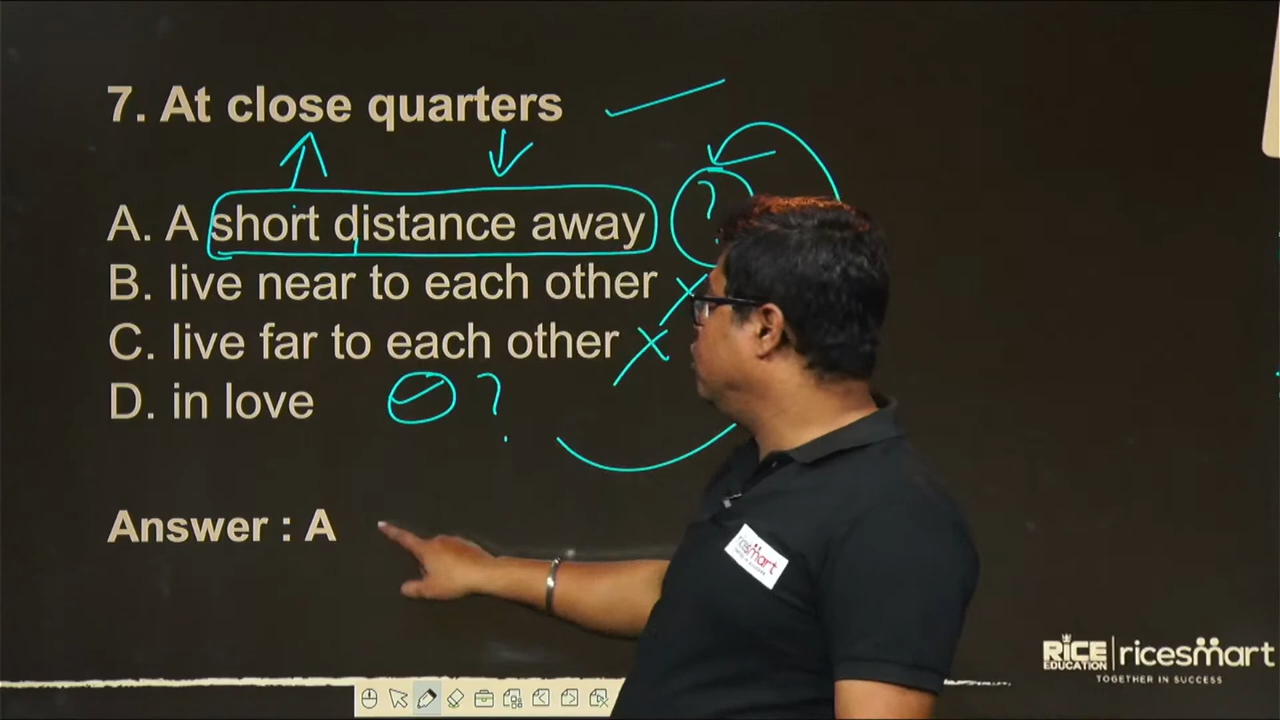 7. At close quarters
A. A short distance away
?
B. live near to each other
C. live far to each other
D. in love
?
Answer : A
ricesmart
RICE
EDUCATION
ricesmart
TOGETHER IN SUCCESS